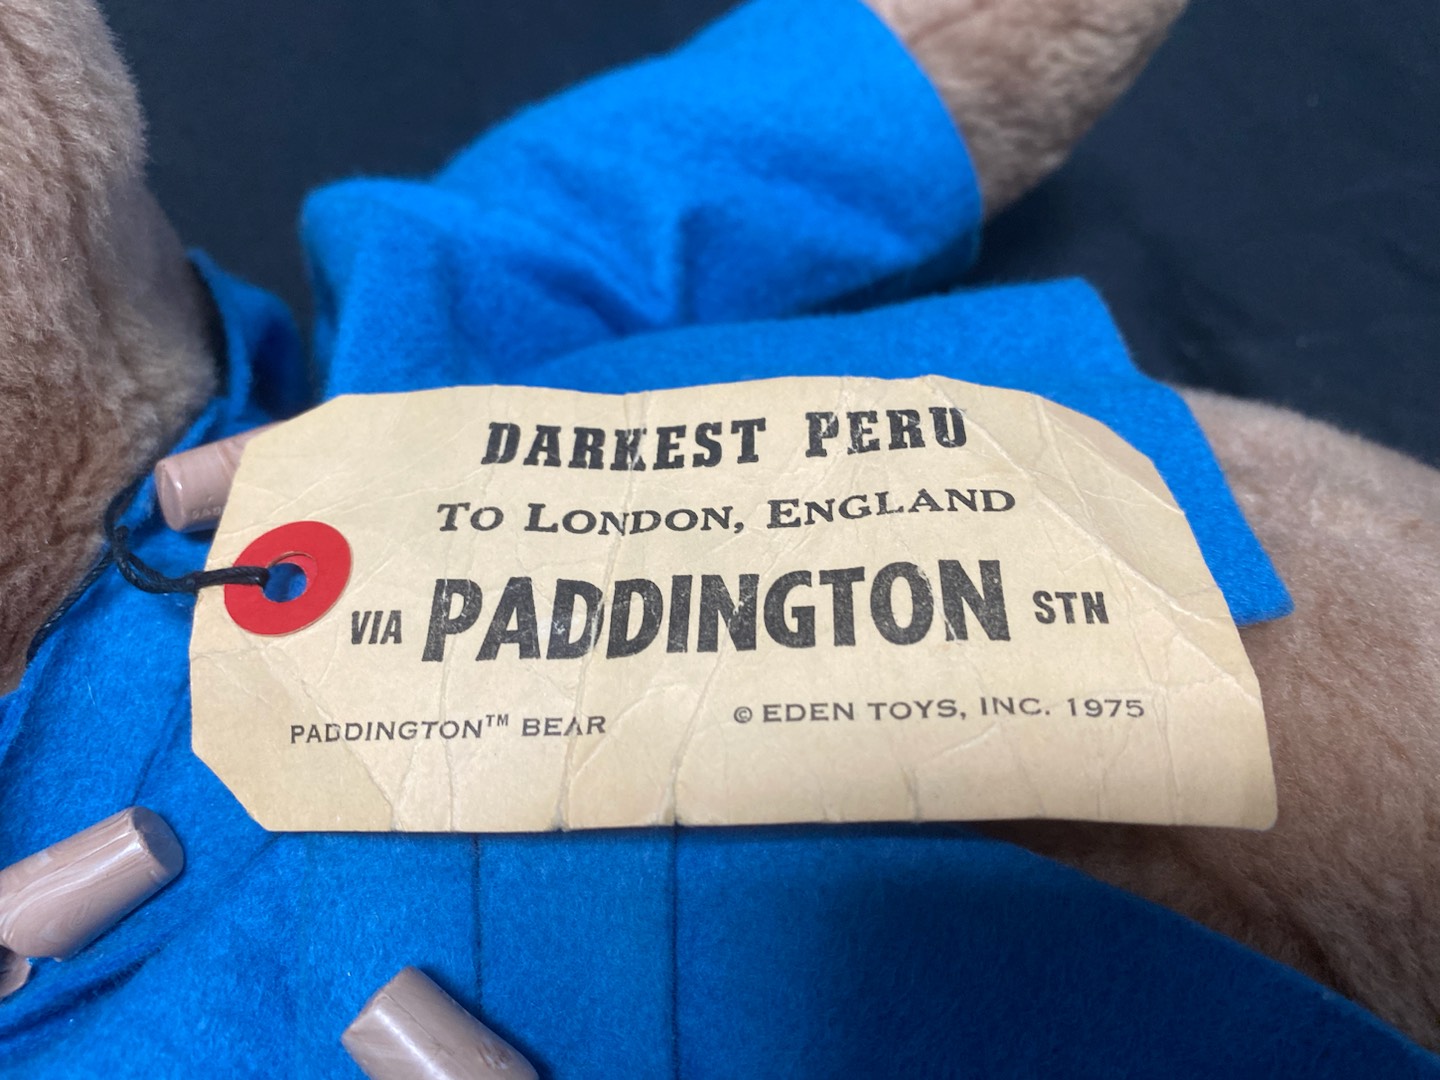 DARKEST PERU
TO LONDON, ENGLAND
VIA PADDINGTON STN
PADDINGTON™ BEAR
© EDEN TOYS, INC. 1975